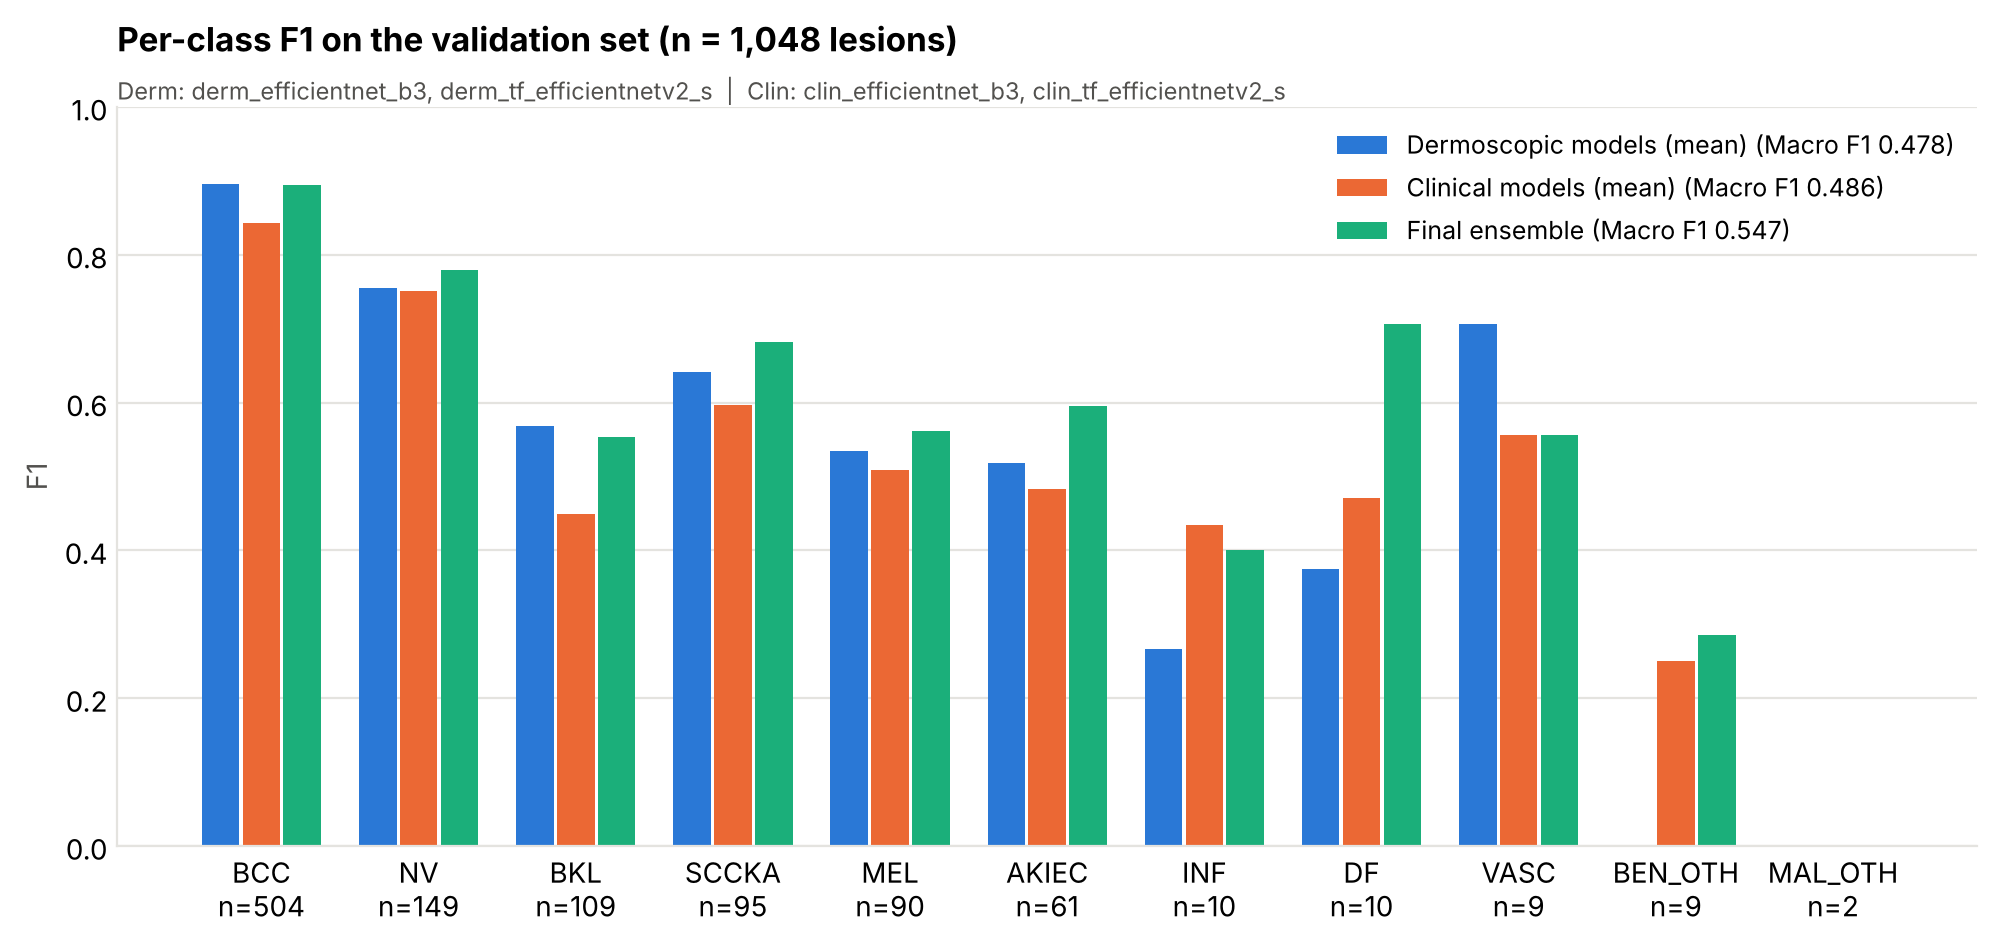 Per-class F1 on the validation set (n = 1,048 lesions)
Derm: derm_efficientnet_b3, derm_tf_efficientnetv2_s | Clin: clin_efficientnet_b3, clin_tf_efficientnetv2_s
1.0
0.8
0.6
0.4
0.2
0.0
F1
Dermoscopic models (mean) (Macro F1 0.478)
Clinical models (mean) (Macro F1 0.486)
Final ensemble (Macro F1 0.547)
BCC NV BKL SCCKA MEL AKIEC INF DF VASC BEN_OTH MAL_OTH
n=504 n=149 n=109 n=95 n=90 n=61 n=10 n=10 n=9 n=9 n=2